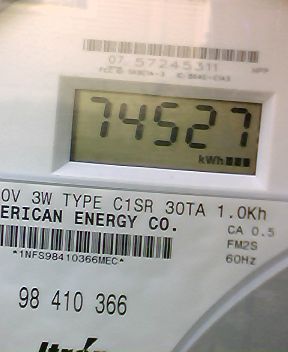 07 57245311
74527
kWh
0V 3W TYPE C1SR 30TA 1.0Kh
ERICAN ENERGY CO.
CA 0.5
FM2S
60Hz
*1NFS98410366MEC*
98 410 366
Itrón